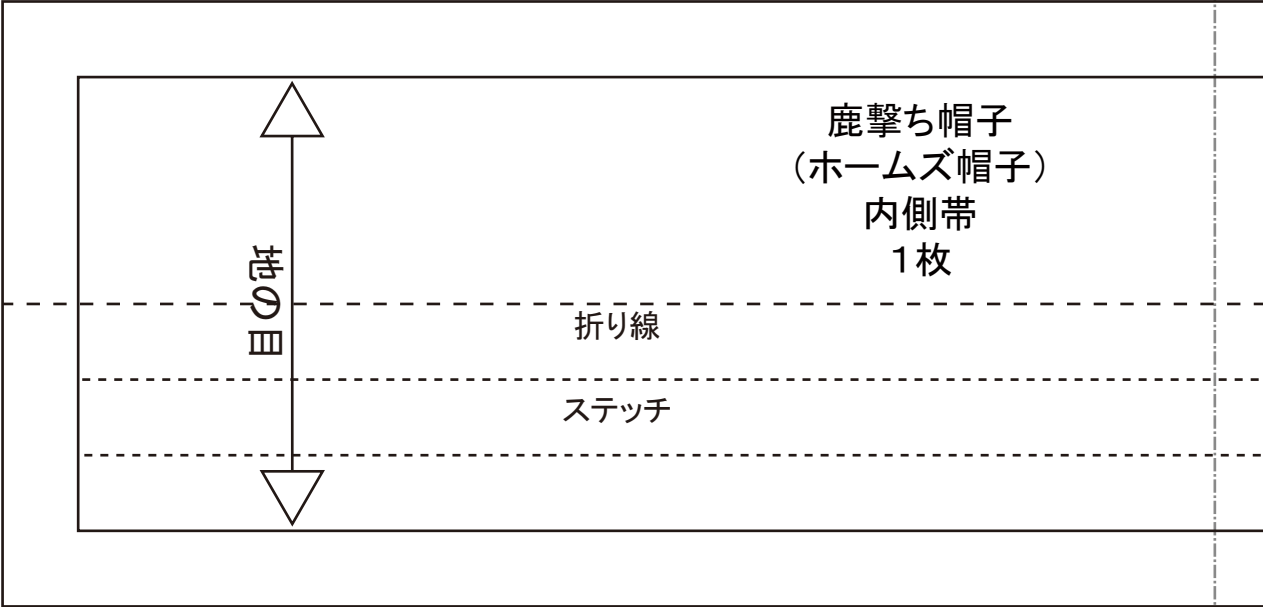 鹿撃ち帽子
（ホームズ帽子）
内側帯
１枚
地の目
折り線
ステッチ